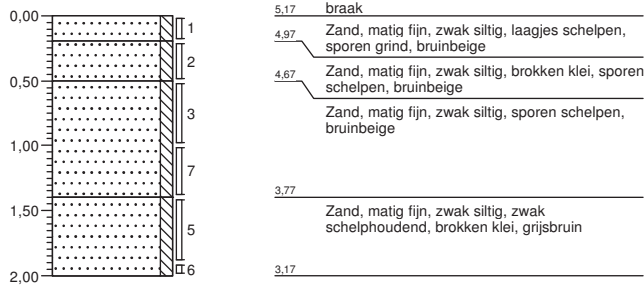 0,00
0,50
1,00
1,50
2,00
1
2
3
7
5
6
5,17 braak
4,97 Zand, matig fijn, zwak siltig, laagjes schelpen,
sporen grind, bruinbeige
4,67 Zand, matig fijn, zwak siltig, brokken klei, sporen
schelpen, bruinbeige
Zand, matig fijn, zwak siltig, sporen schelpen,
bruinbeige
3,77
Zand, matig fijn, zwak siltig, zwak
schelphoudend, brokken klei, grijsbruin
3,17